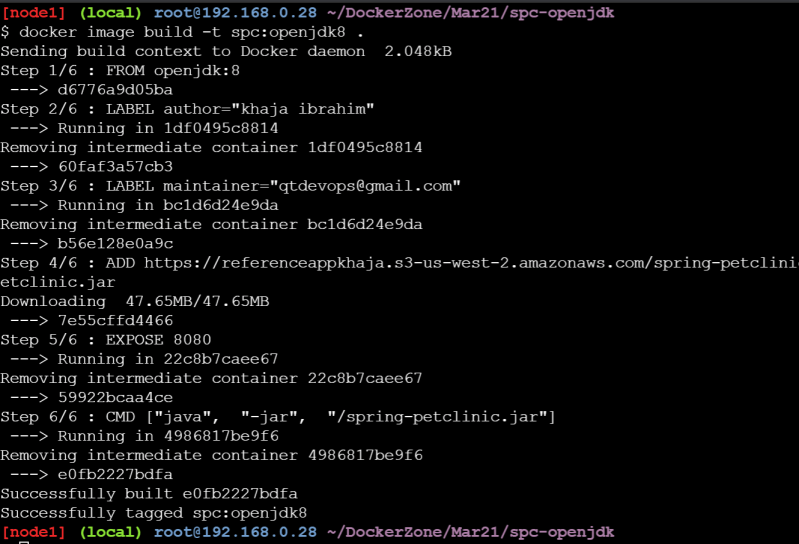 [node1] (local) root@192.168.0.28 ~/DockerZone/Mar21/spc-openjdk
$ docker image build -t spc:openjdk8 .
Sending build context to Docker daemon  2.048kB
Step 1/6 : FROM openjdk:8
 ---> d6776a9d05ba
Step 2/6 : LABEL author="khaja ibrahim"
 ---> Running in 1df0495c8814
Removing intermediate container 1df0495c8814
 ---> 60faf3a57cb3
Step 3/6 : LABEL maintainer="qtdevops@gmail.com"
 ---> Running in bc1d6d24e9da
Removing intermediate container bc1d6d24e9da
 ---> b56e128e0a9c
Step 4/6 : ADD https://referenceappkhaja.s3-us-west-2.amazonaws.com/spring-petclini
etclinic.jar
Downloading  47.65MB/47.65MB
 ---> 7e55cffd4466
Step 5/6 : EXPOSE 8080
 ---> Running in 22c8b7caee67
Removing intermediate container 22c8b7caee67
 ---> 59922bcaa4ce
Step 6/6 : CMD ["java",  "-jar",  "/spring-petclinic.jar"]
 ---> Running in 4986817be9f6
Removing intermediate container 4986817be9f6
 ---> e0fb2227bdfa
Successfully built e0fb2227bdfa
Successfully tagged spc:openjdk8
[node1] (local) root@192.168.0.28 ~/DockerZone/Mar21/spc-openjdk